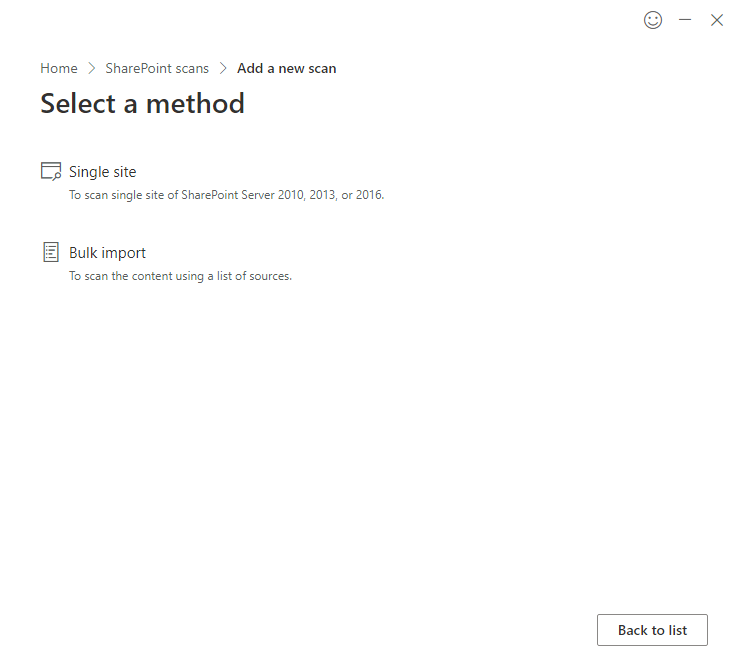 Home > SharePoint scans > Add a new scan
Select a method
Single site
To scan single site of SharePoint Server 2010, 2013, or 2016.
Bulk import
To scan the content using a list of sources.
Back to list